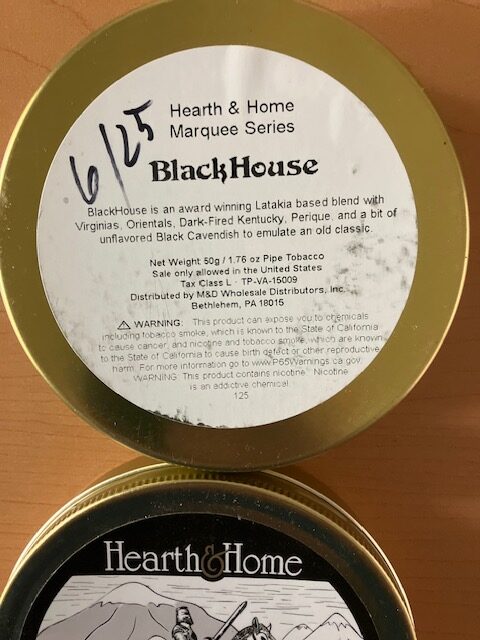 6/25
Hearth & Home
Marquee Series
BlackHouse
BlackHouse is an award winning Latakia based blend with
Virginias, Orientals, Dark-Fired Kentucky, Perique, and a bit of
unflavored Black Cavendish to emulate an old classic.
Net Weight 50g / 1.76 oz Pipe Tobacco
Sale only allowed in the United States
Tax Class L - TP-VA-15009
Distributed by M&D Wholesale Distributors, Inc.
Bethlehem, PA 18015
⚠ WARNING: This product can expose you to chemicals
including tobacco smoke, which is known to the State of California
to cause cancer, and nicotine and tobacco smoke, which are known
to the State of California to cause birth defect or other reproductive
harm. For more information go to www.P65Warnings.ca.gov.
WARNING: This product contains nicotine. Nicotine
is an addictive chemical.
125
Hearth & Home